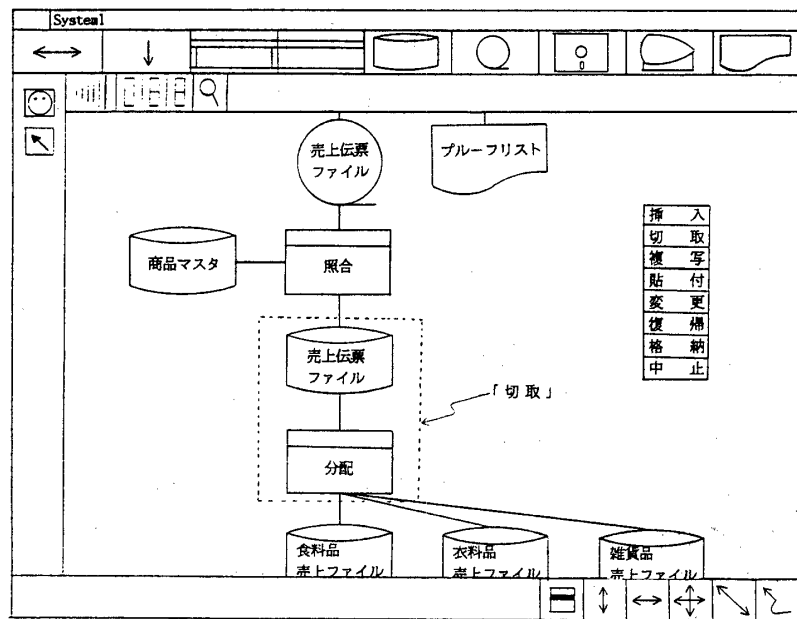 System1
売上伝票
ファイル
プルーフリスト
商品マスタ
照合
挿 入
切 取
複 写
貼 付
変 更
復 帰
格 納
中 止
売上伝票
ファイル
「切取」
分配
食料品
売上ファイル
衣料品
売上ファイル
雑貨品
売上ファイル